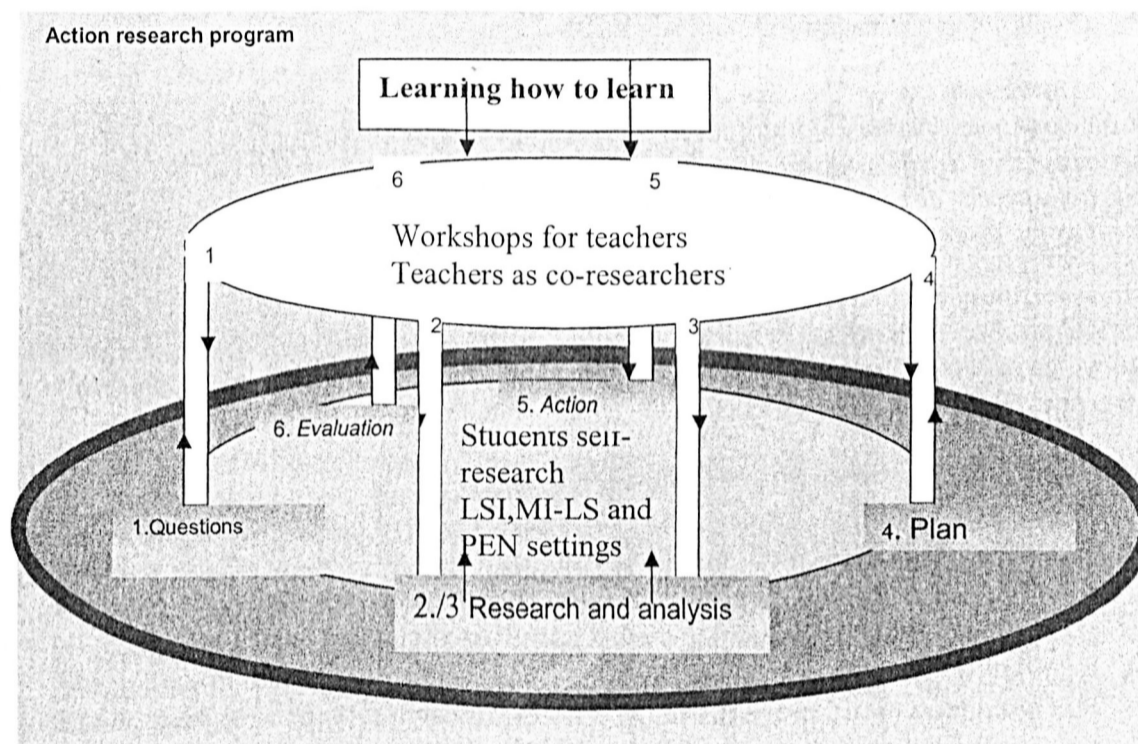 Action research program
Learning how to learn
6
5
Workshops for teachers
Teachers as co-researchers
1
4
2
3
5. Action
6. Evaluation
Students self-
research
LSI,MI-LS and
PEN settings
1.Questions
4. Plan
2./3 Research and analysis